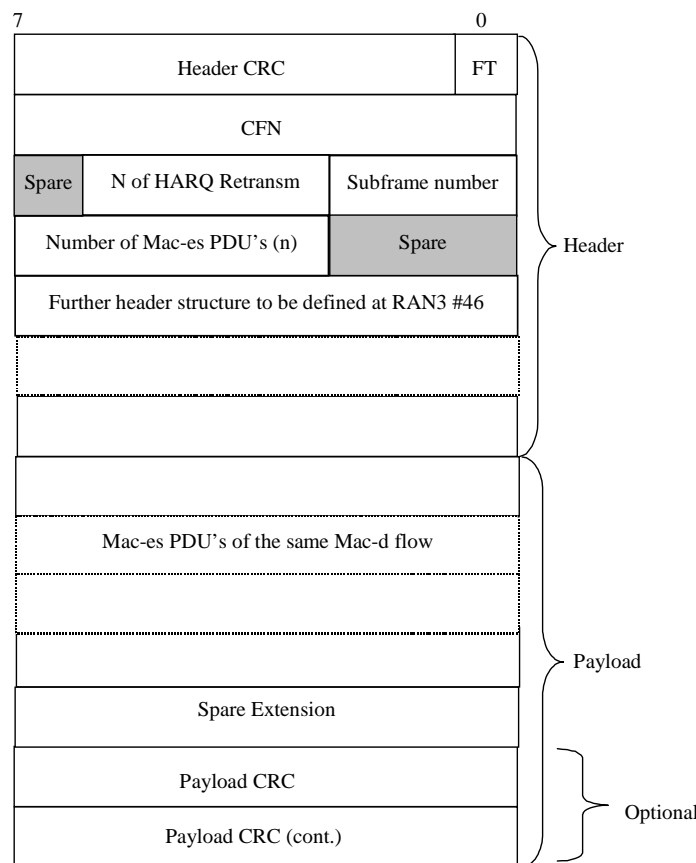 7 0
Header CRC FT
CFN
Spare N of HARQ Retransm Subframe number
Number of Mac-es PDU's (n) Spare
Header
Further header structure to be defined at RAN3 #46
Mac-es PDU's of the same Mac-d flow
Payload
Spare Extension
Payload CRC
Optional
Payload CRC (cont.)